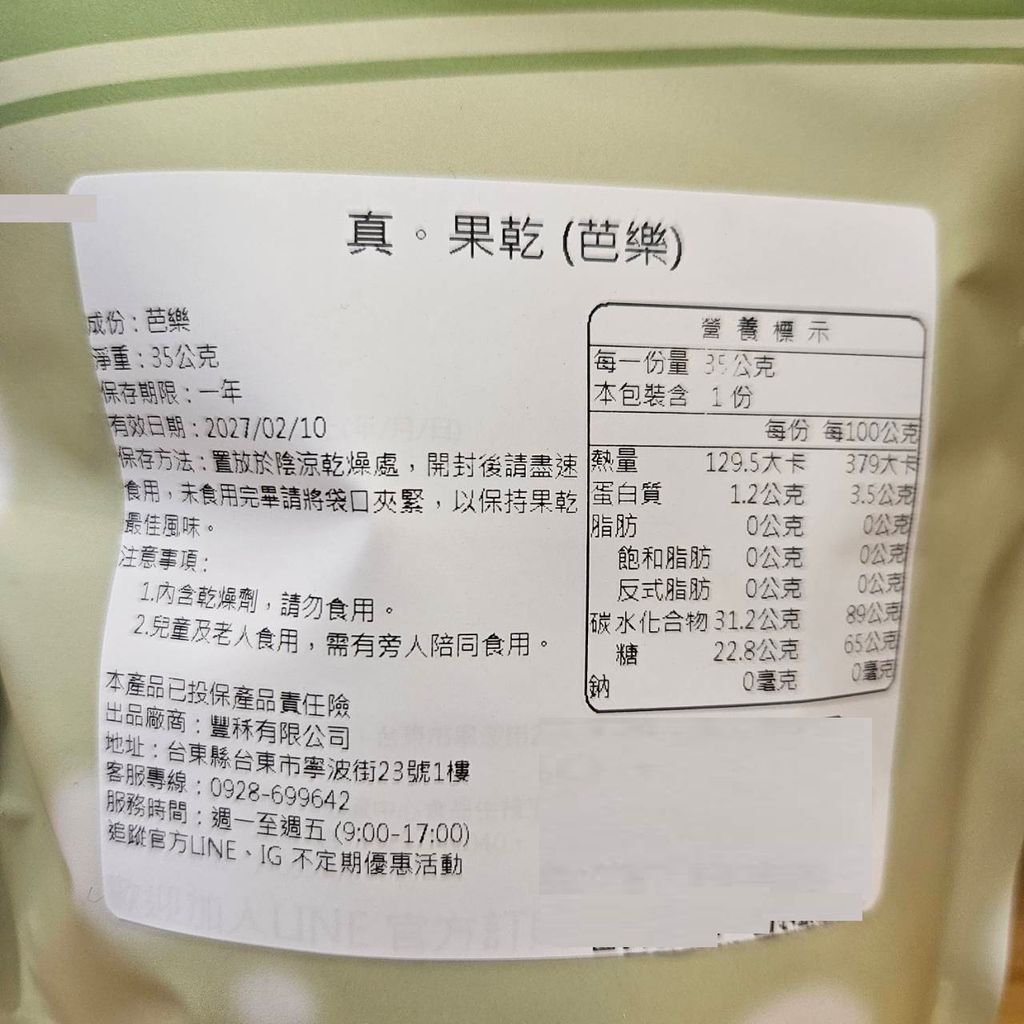 真。果乾 (芭樂)
成份：芭樂
淨重：35公克
保存期限：一年
有效日期：2027/02/10
保存方法：置放於陰涼乾燥處，開封後請盡速
食用，未食用完畢請將袋口夾緊，以保持果乾
最佳風味。
注意事項：
1.內含乾燥劑，請勿食用。
2.兒童及老人食用，需有旁人陪同食用。
本產品已投保產品責任險
出品廠商：豐秝有限公司
地址：台東縣台東市寧波街23號1樓
客服專線：0928-699642
服務時間：週一至週五 (9:00-17:00)
追蹤官方LINE、IG 不定期優惠活動
營養標示
每一份量 35公克
本包裝含 1 份
每份 每100公克
熱量 129.5大卡 379大卡
蛋白質 1.2公克 3.5公克
脂肪 0公克 0公克
飽和脂肪 0公克 0公克
反式脂肪 0公克 0公克
碳水化合物 31.2公克 89公克
糖 22.8公克 65公克
鈉 0毫克 0毫克